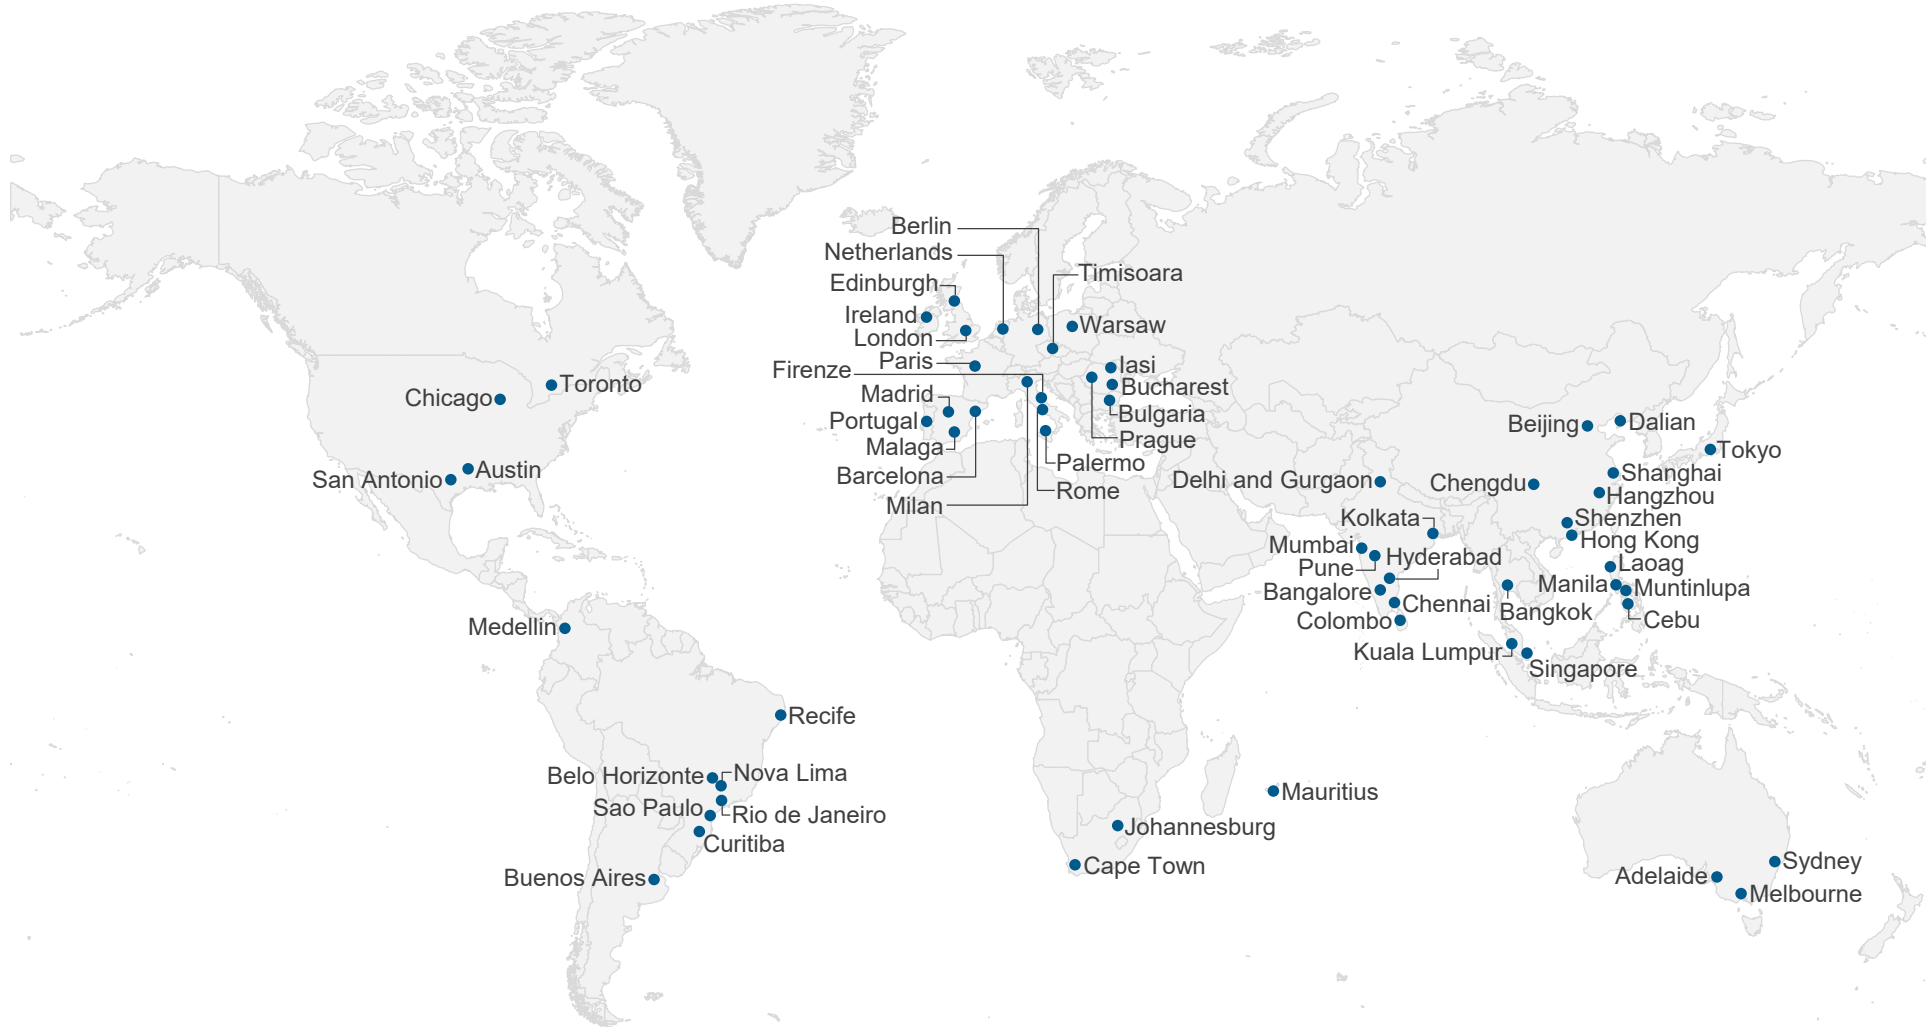 Berlin
Netherlands
Timisoara
Edinburgh
Ireland
Warsaw
London
Paris
Iasi
Firenze
Toronto
Bucharest
Madrid
Chicago
Bulgaria
Portugal
Beijing
Dalian
Prague
Malaga
Tokyo
Palermo
Austin
Shanghai
Barcelona
San Antonio
Delhi and Gurgaon
Chengdu
Rome
Hangzhou
Milan
Kolkata
Shenzhen
Hong Kong
Mumbai
Hyderabad
Laoag
Pune
Manila
Muntinlupa
Bangalore
Chennai
Bangkok
Colombo
Cebu
Medellin
Kuala Lumpur
Singapore
Recife
Belo Horizonte
Nova Lima
Mauritius
Sao Paulo
Rio de Janeiro
Johannesburg
Curitiba
Sydney
Cape Town
Adelaide
Buenos Aires
Melbourne